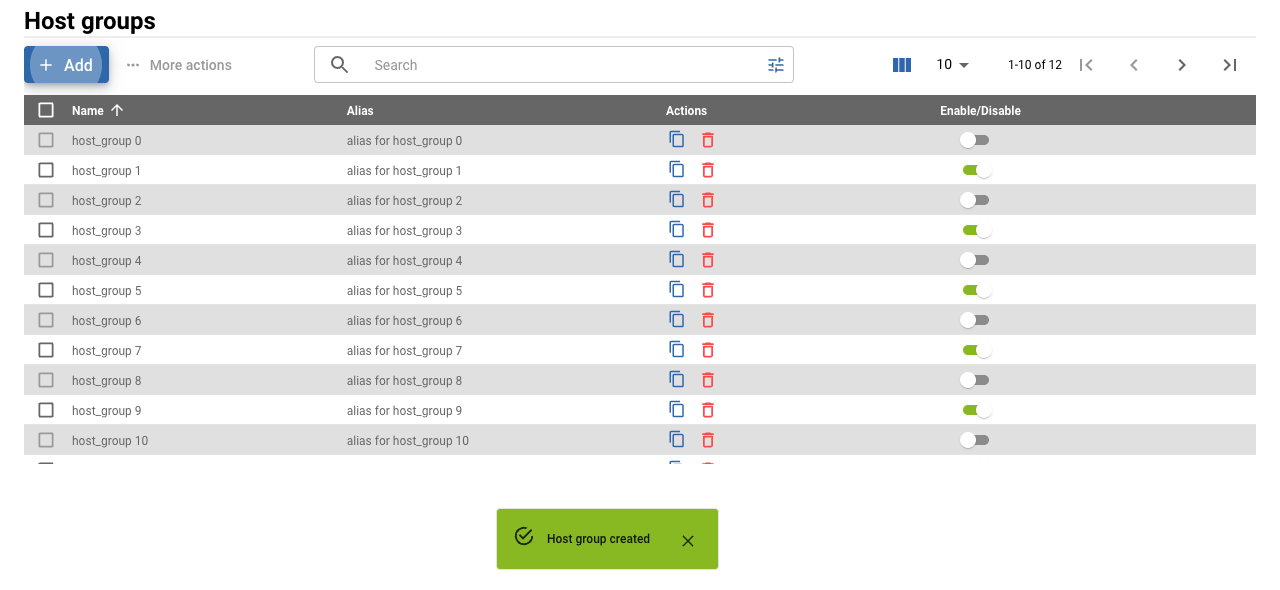 Host groups
Add
More actions
Search
10
1-10 of 12
Name Alias Actions Enable/Disable
host_group 0 alias for host_group 0
host_group 1 alias for host_group 1
host_group 2 alias for host_group 2
host_group 3 alias for host_group 3
host_group 4 alias for host_group 4
host_group 5 alias for host_group 5
host_group 6 alias for host_group 6
host_group 7 alias for host_group 7
host_group 8 alias for host_group 8
host_group 9 alias for host_group 9
host_group 10 alias for host_group 10
Host group created